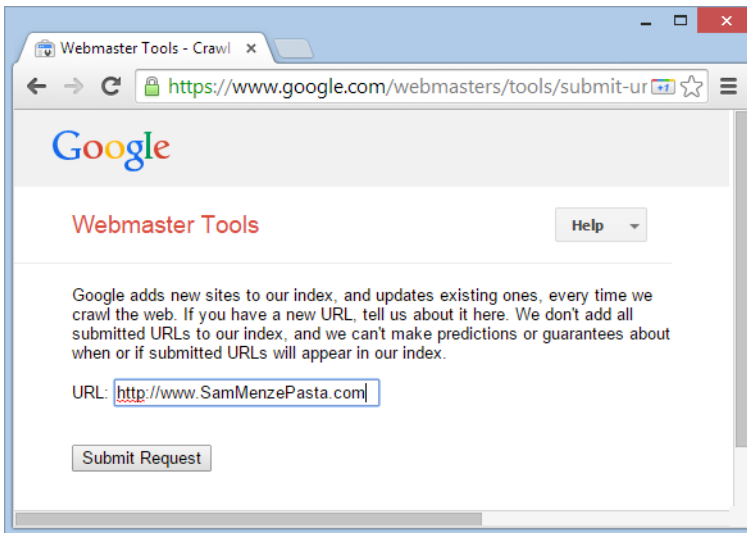 Webmaster Tools - Crawl
https://www.google.com/webmasters/tools/submit-ur
+1
Google
Webmaster Tools
Help
Google adds new sites to our index, and updates existing ones, every time we
crawl the web. If you have a new URL, tell us about it here. We don't add all
submitted URLs to our index, and we can't make predictions or guarantees about
when or if submitted URLs will appear in our index.
URL: http://www.SamMenzePasta.com
Submit Request